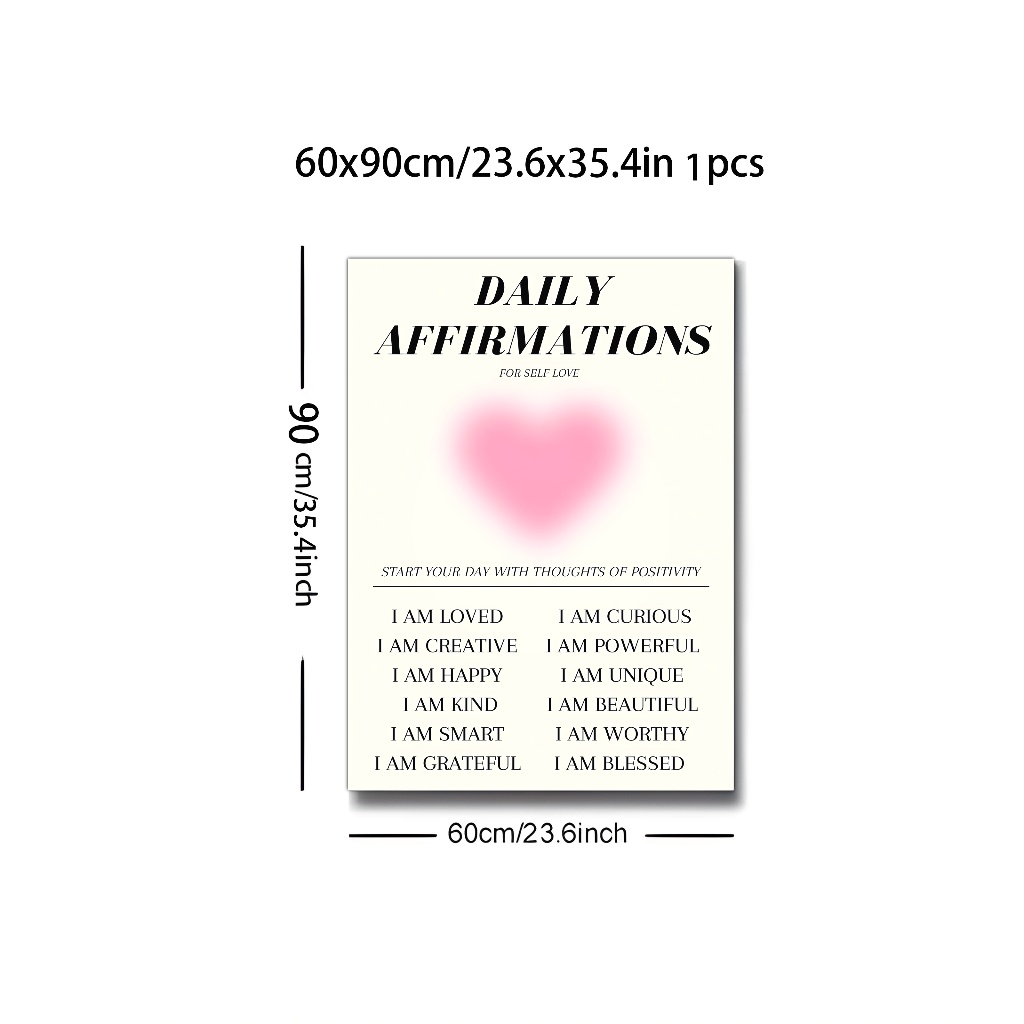 60x90cm/23.6x35.4in 1pcs
90 cm/35.4inch
DAILY
AFFIRMATIONS
FOR SELF LOVE
START YOUR DAY WITH THOUGHTS OF POSITIVITY
I AM LOVED
I AM CREATIVE
I AM HAPPY
I AM KIND
I AM SMART
I AM GRATEFUL
I AM CURIOUS
I AM POWERFUL
I AM UNIQUE
I AM BEAUTIFUL
I AM WORTHY
I AM BLESSED
60cm/23.6inch